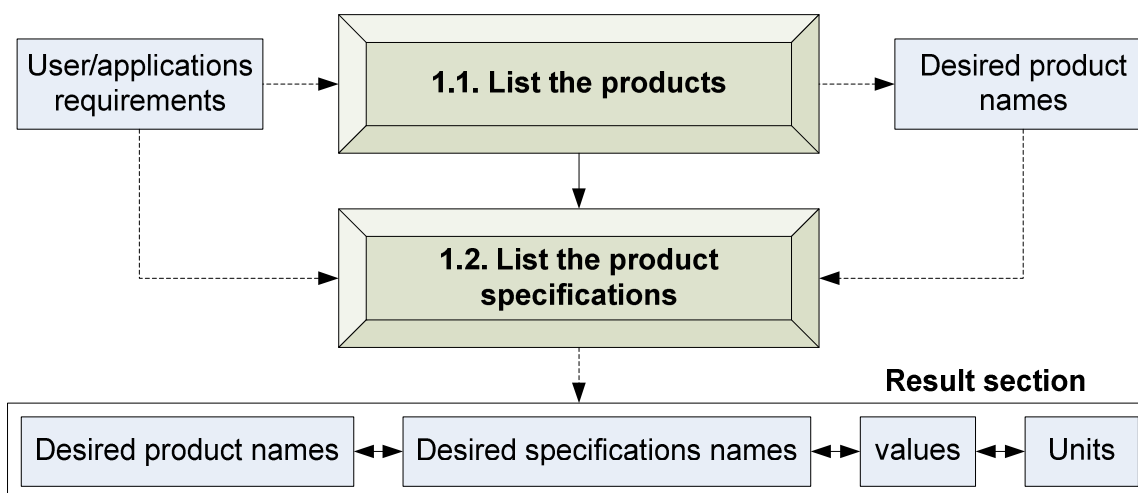 User/applications
requirements
1.1. List the products
Desired product
names
1.2. List the product
specifications
Result section
Desired product names
Desired specifications names
values
Units